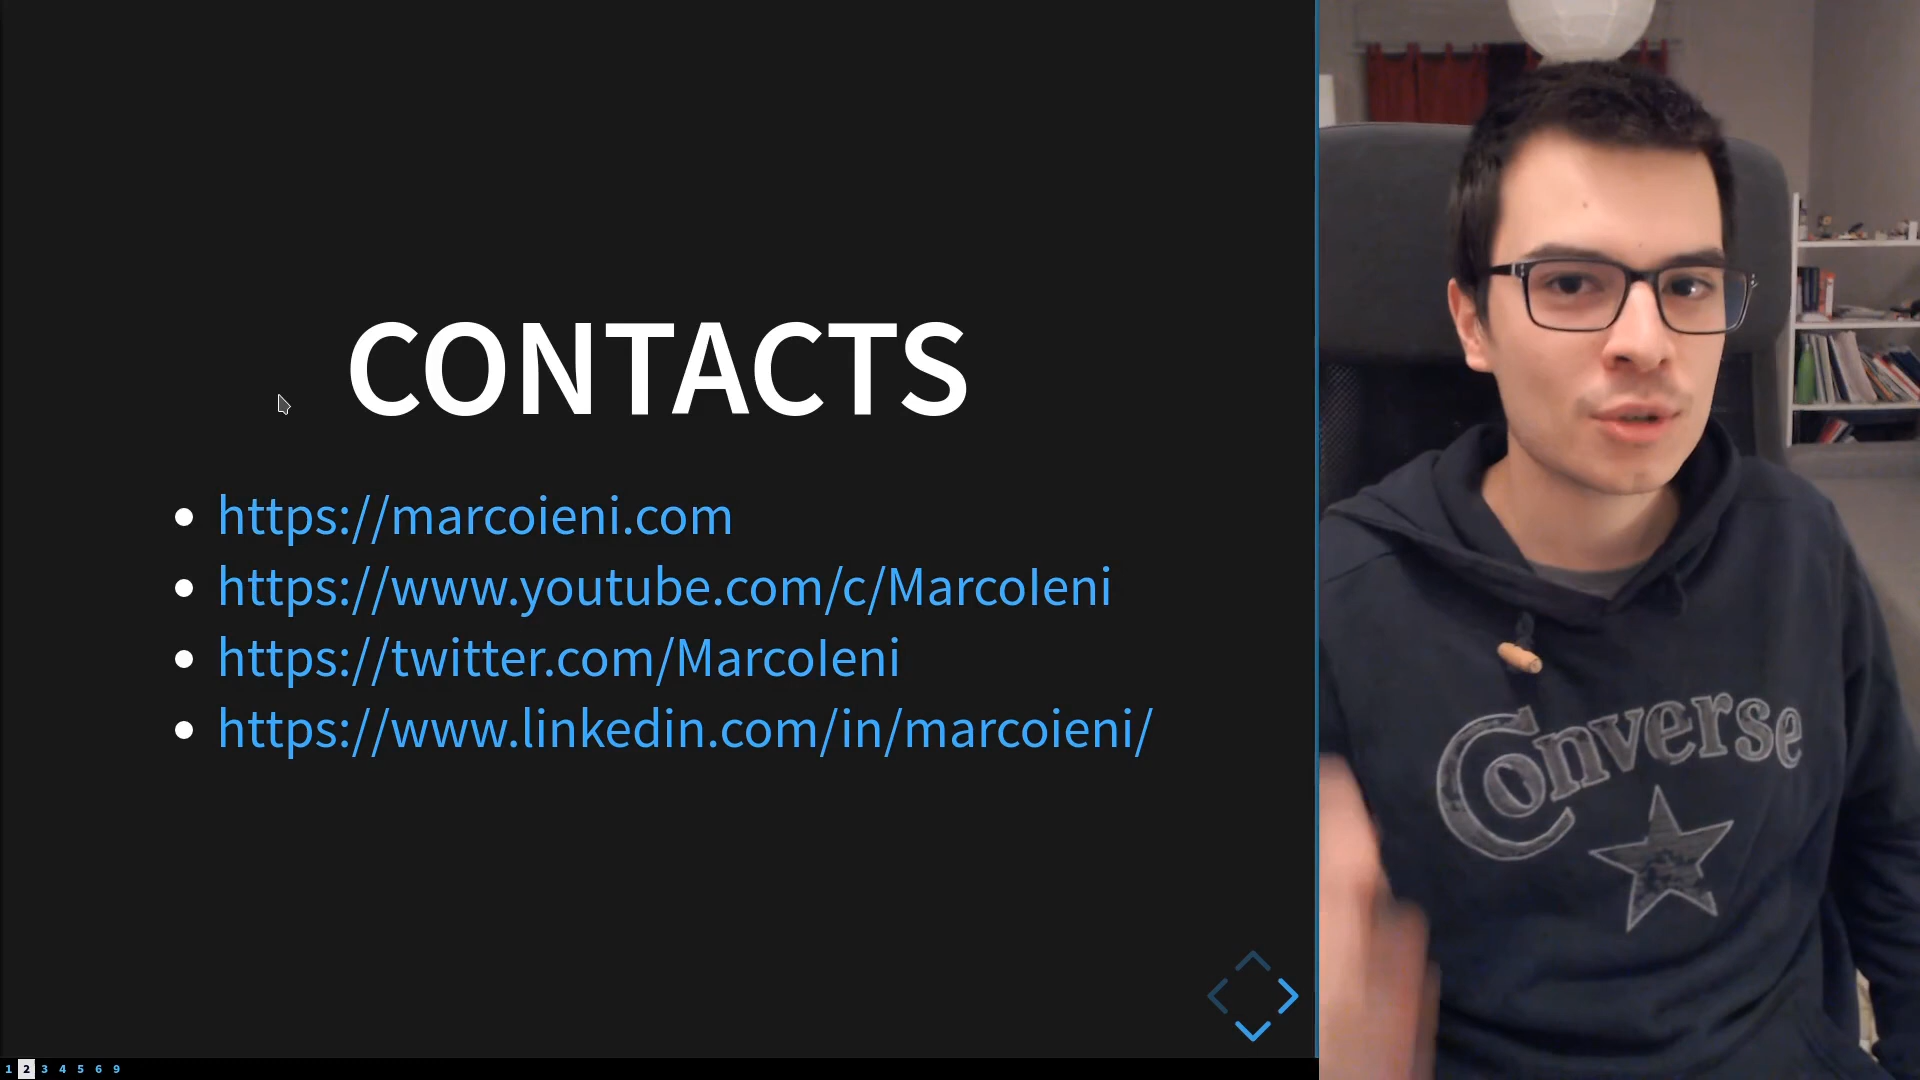 CONTACTS
https://marcoieni.com
https://www.youtube.com/c/MarcoIeni
https://twitter.com/MarcoIeni
https://www.linkedin.com/in/marcoieni/
Converse
1 2 3 4 5 6 9